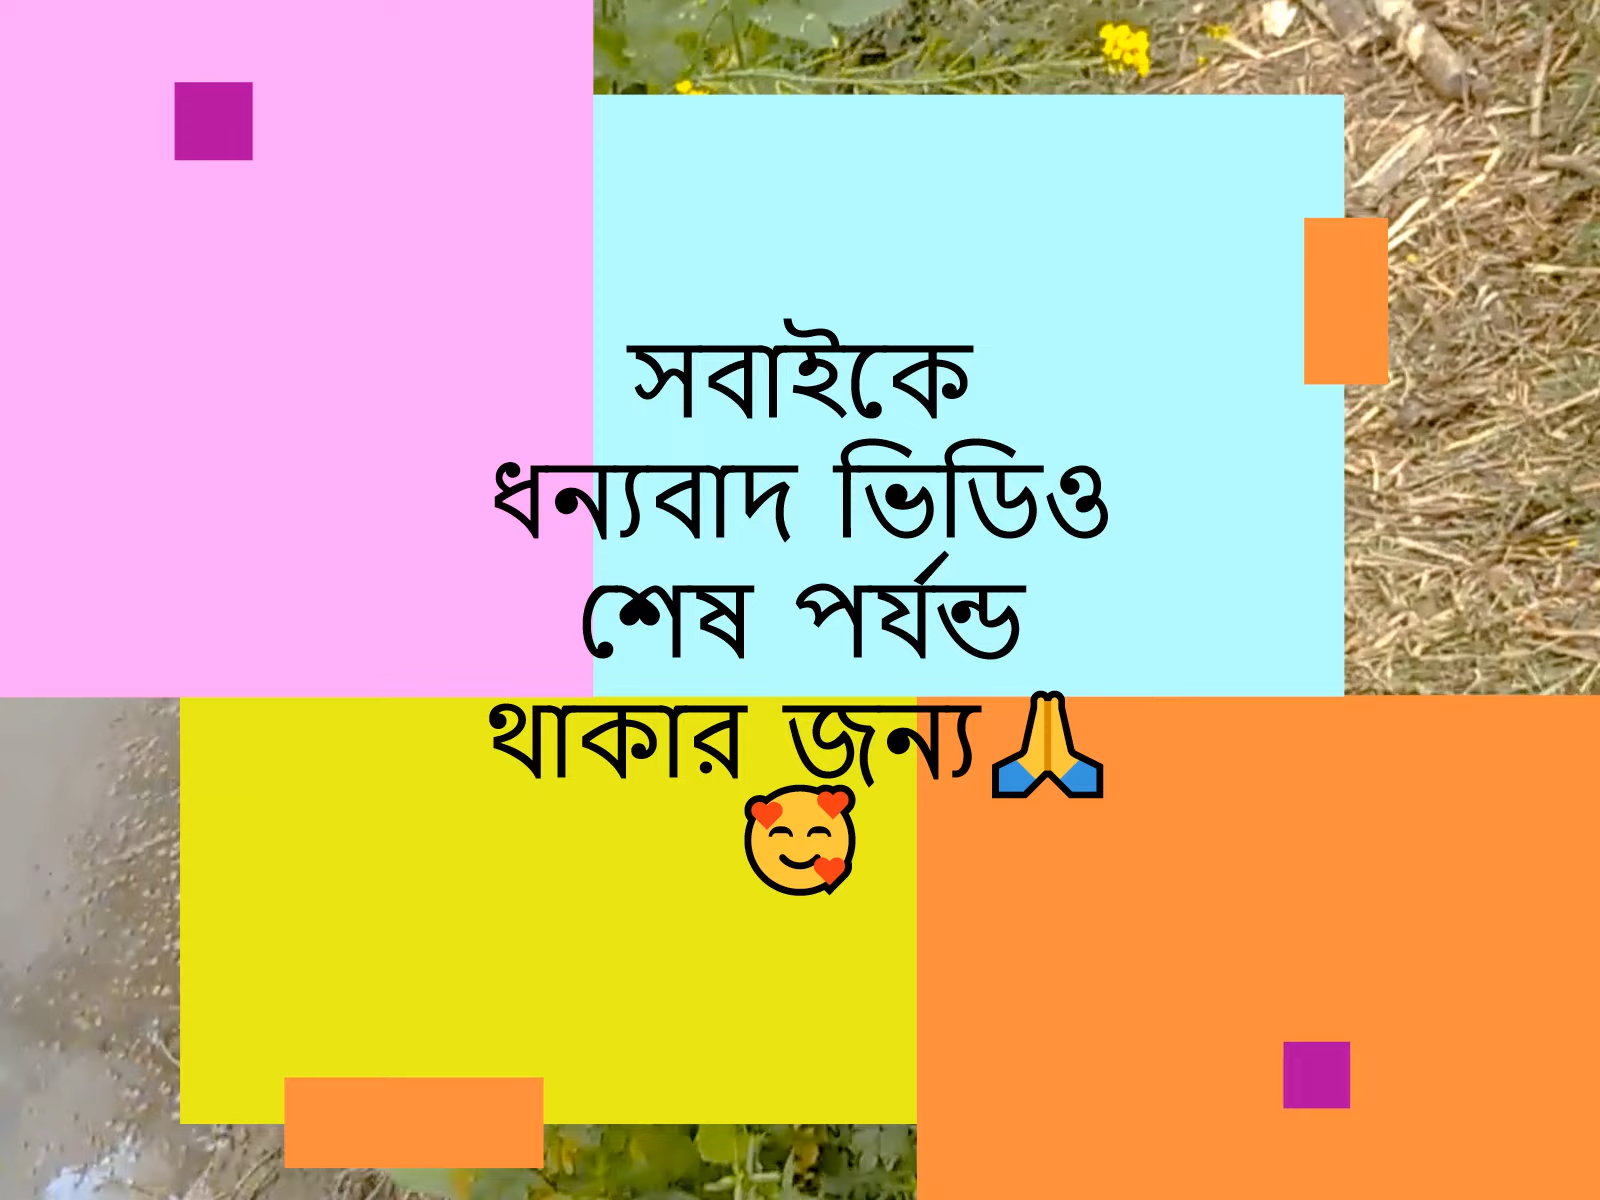 সবাইকে
ধন্যবাদ ভিডিও
শেষ পর্যন্ড
থাকার জন্য🙏
🥰